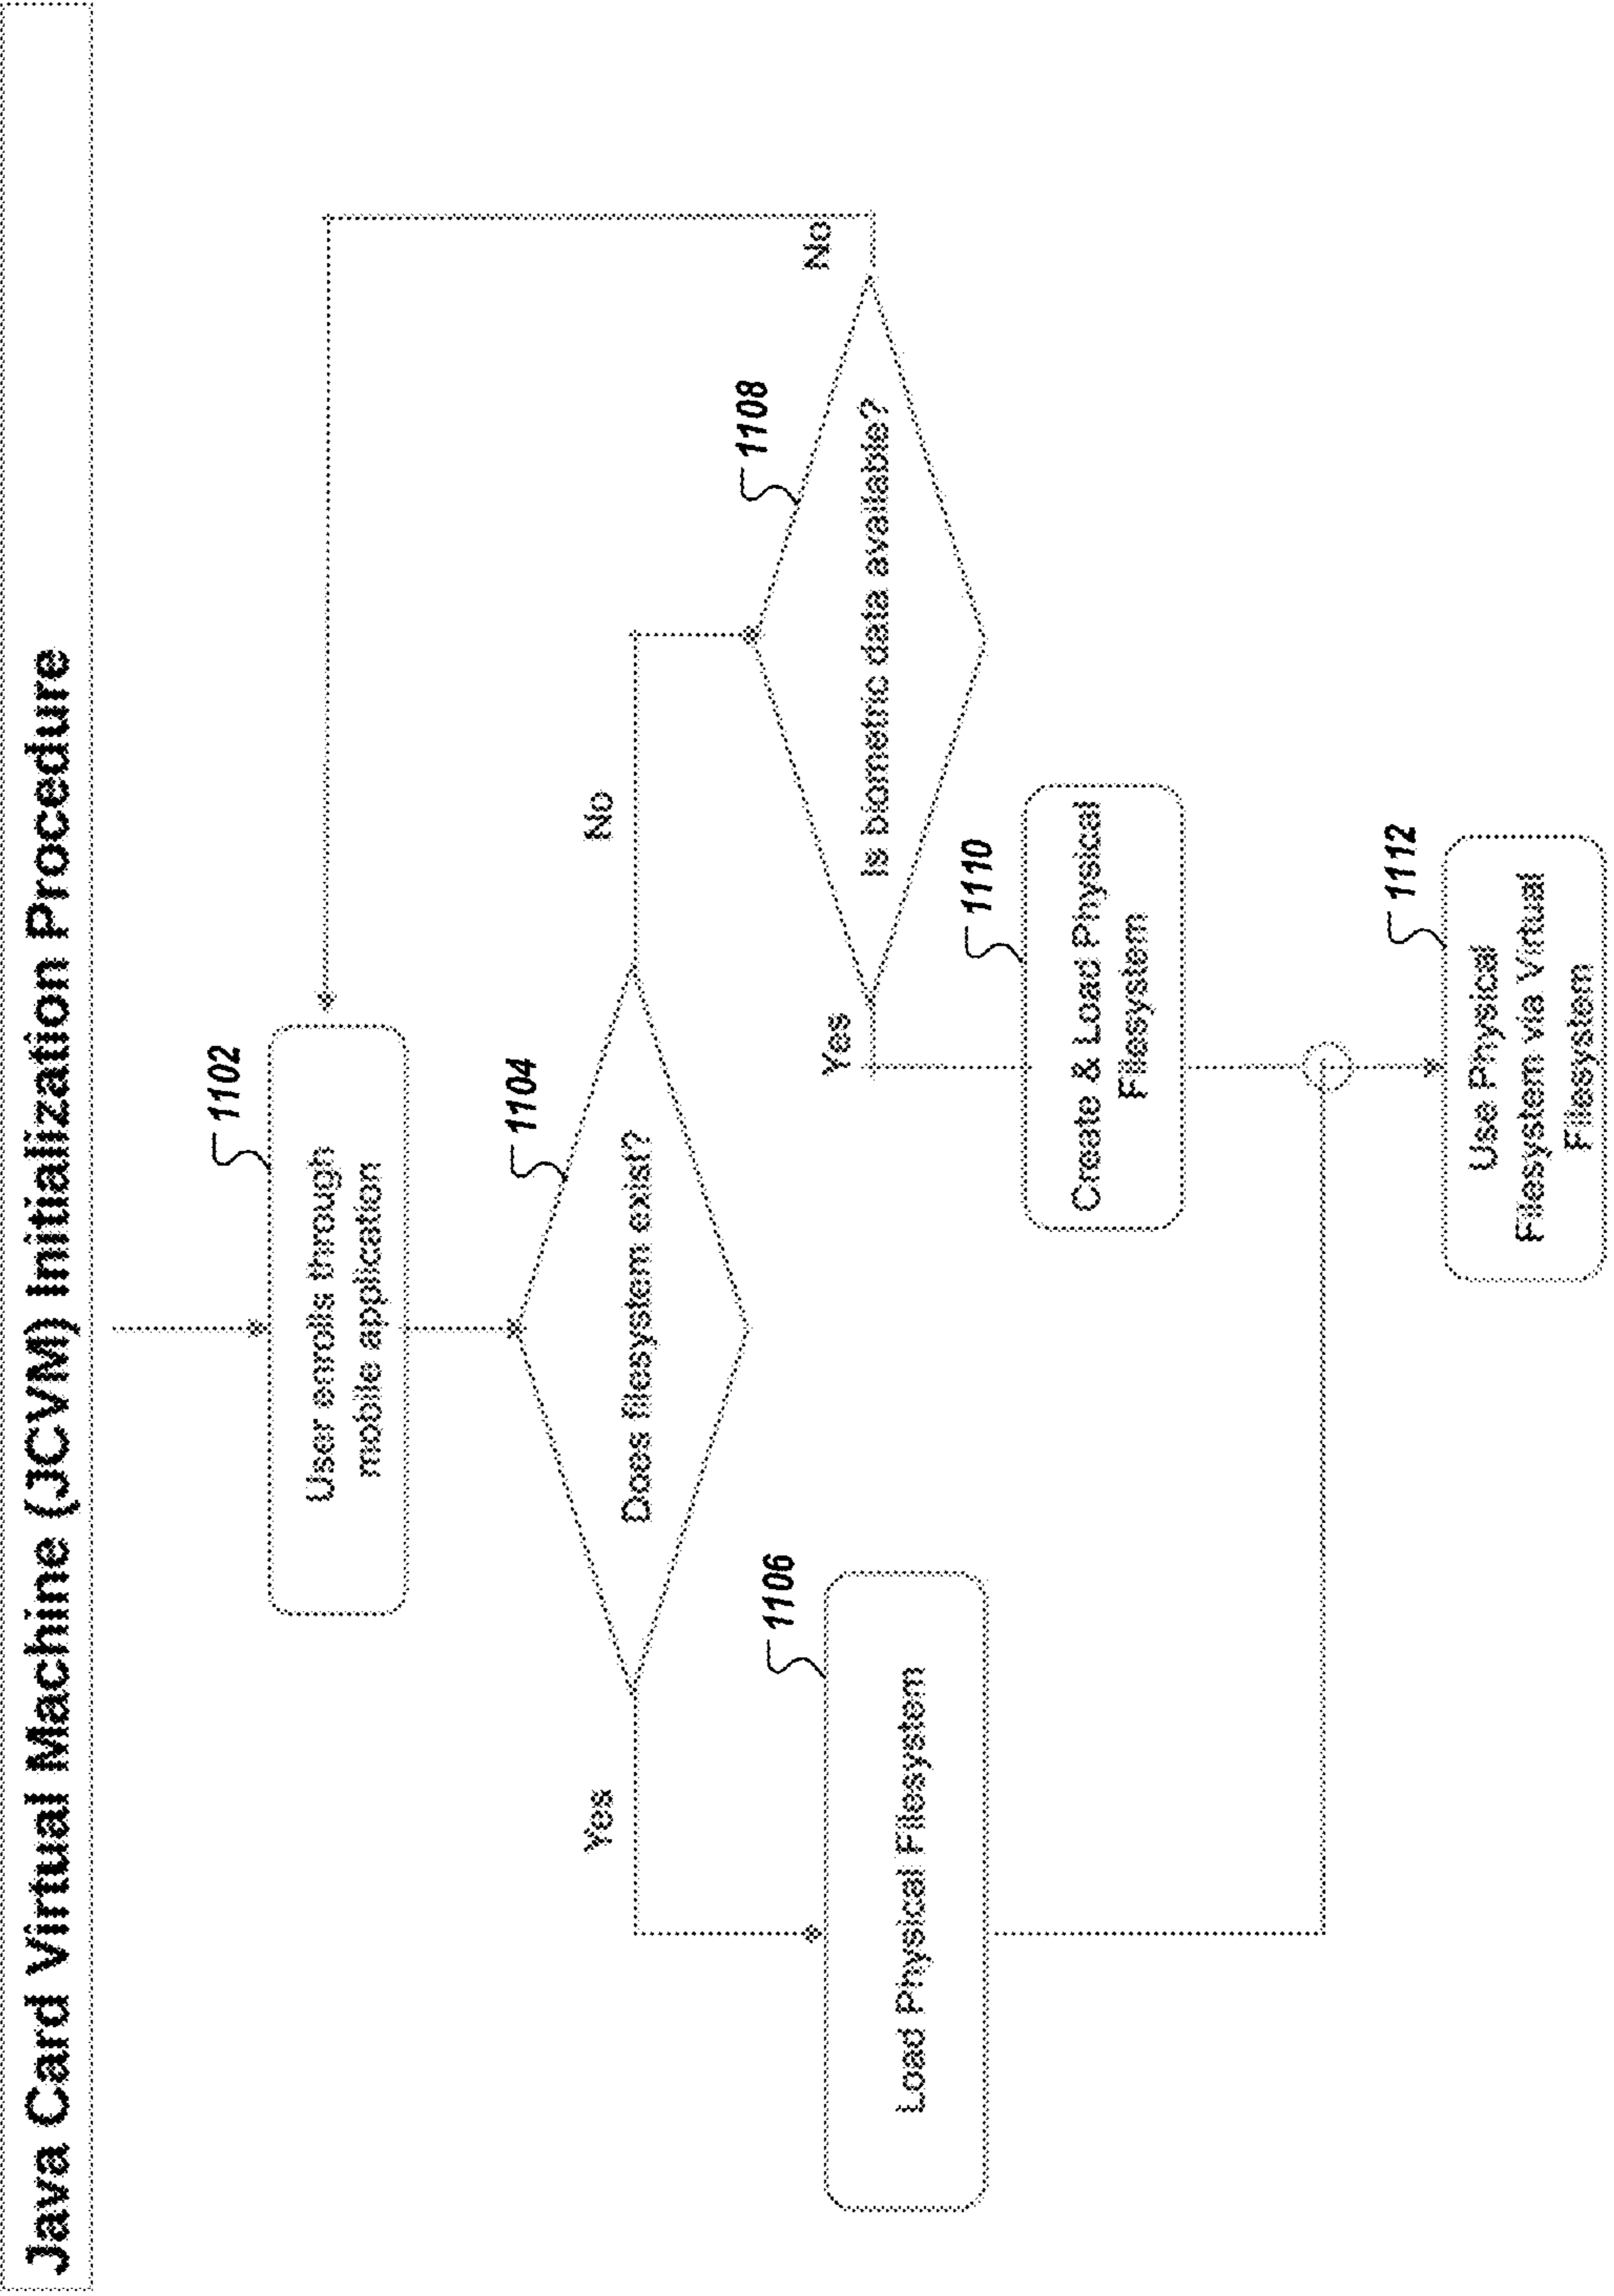 Java Card Virtual Machine (JCVM) Initialization Procedure
1102
User enrolls through
mobile application
1104
Does filesystem exist?
Yes
No
1106
Load Physical Filesystem
1108
Is biometric data available?
Yes
No
1110
Create & Load Physical
Filesystem
1112
Use Physical
Filesystem via Virtual
Filesystem